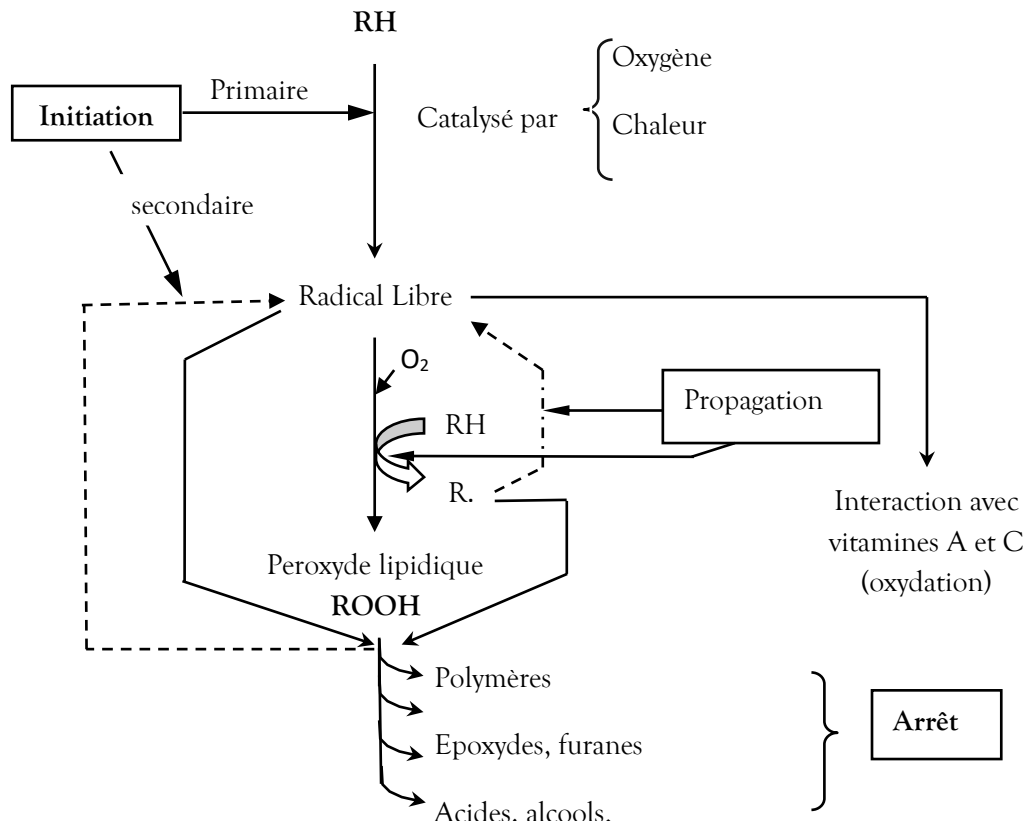 RH
Oxygène
Primaire
Initiation
Catalysé par
Chaleur
secondaire
Radical Libre
O₂
Propagation
RH
R.
Interaction avec
vitamines A et C
(oxydation)
Peroxyde lipidique
ROOH
Polymères
Arrêt
Epoxydes, furanes
Acides, alcools,